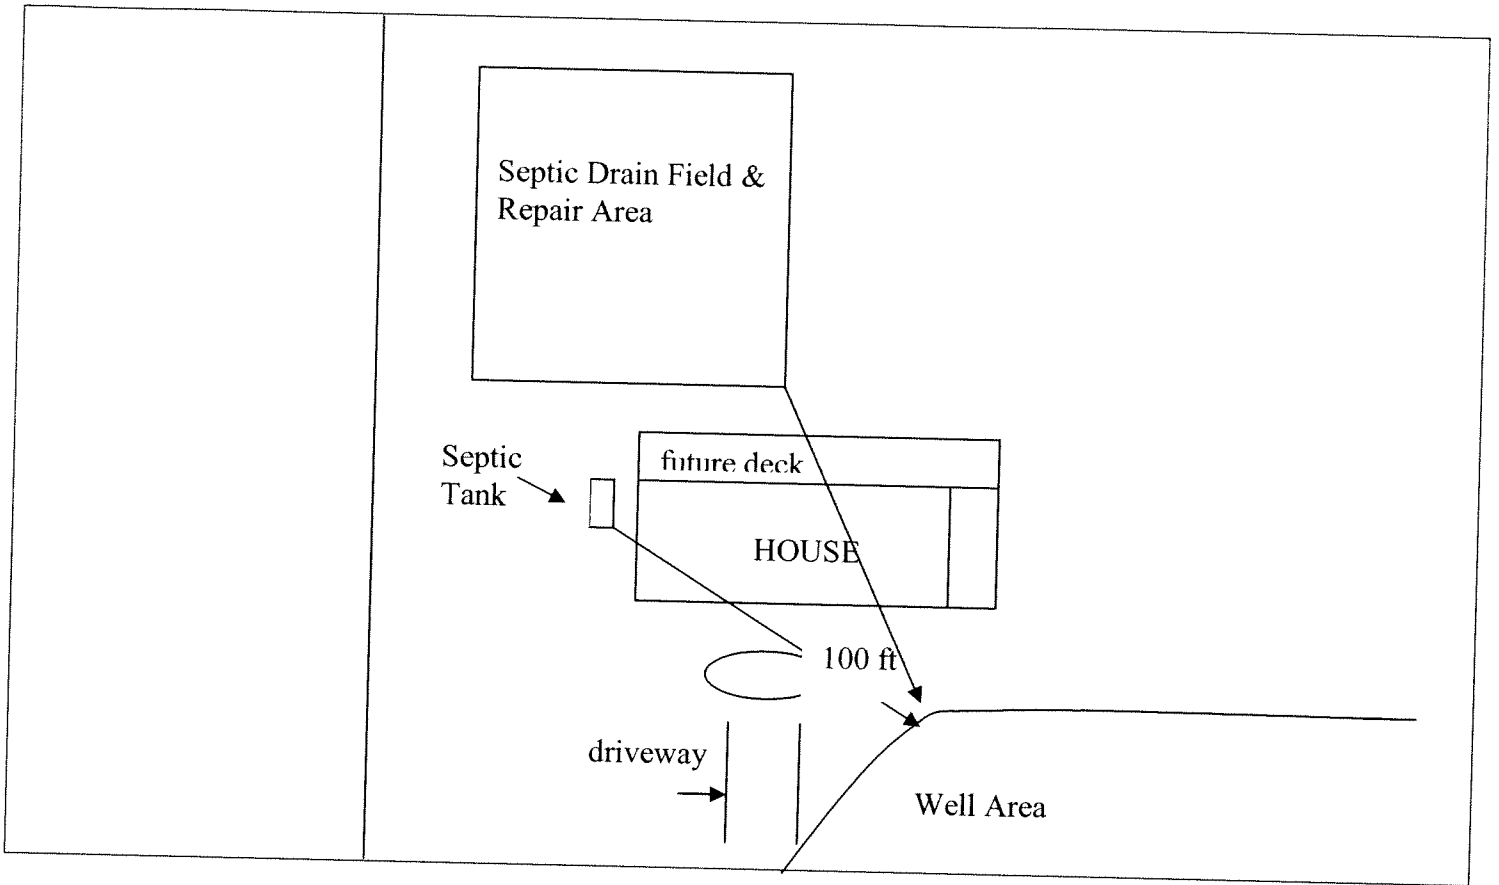 Septic Drain Field &
Repair Area
Septic
Tank
future deck
HOUSE
100 ft
driveway
Well Area